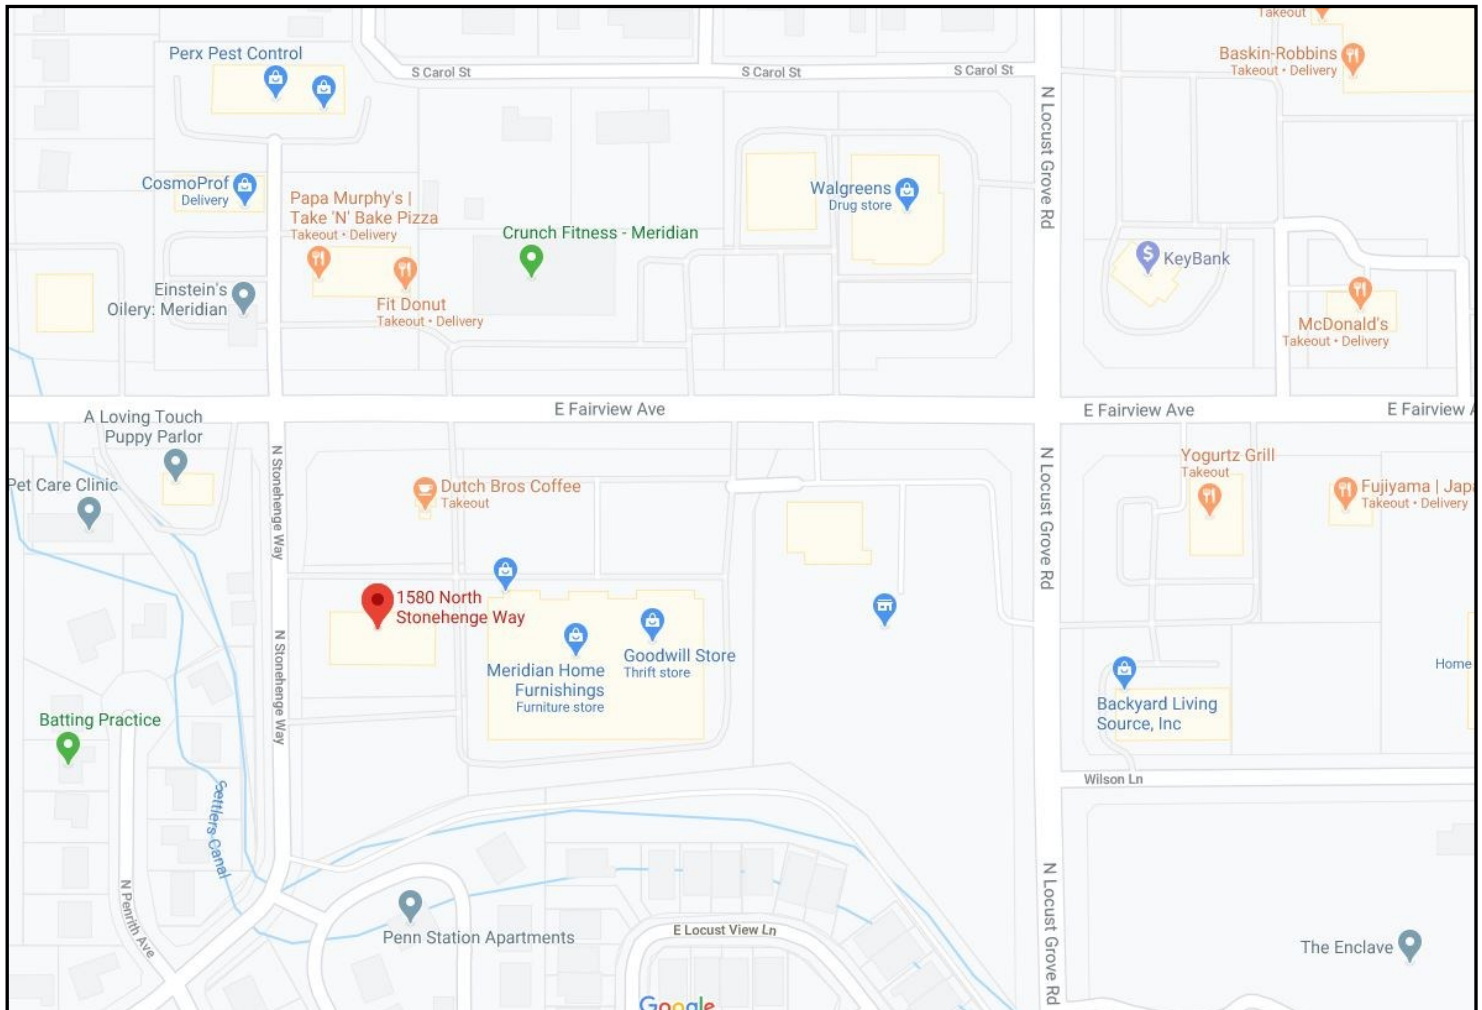 Takeout
Perx Pest Control
Baskin-Robbins
Takeout • Delivery
S Carol St
S Carol St
S Carol St
N Locust Grove Rd
CosmoProf
Delivery
Papa Murphy's |
Take 'N' Bake Pizza
Takeout • Delivery
Walgreens
Drug store
Crunch Fitness - Meridian
KeyBank
Einstein's
Oilery: Meridian
Fit Donut
Takeout • Delivery
McDonald's
Takeout • Delivery
E Fairview Ave
E Fairview Ave
E Fairview A
A Loving Touch
Puppy Parlor
Pet Care Clinic
N Stonehenge Way
Dutch Bros Coffee
Takeout
N Locust Grove Rd
Yogurtz Grill
Takeout
Fujiyama | Japa
Takeout • Delivery
1580 North
Stonehenge Way
N Stonehenge Way
Meridian Home
Furnishings
Furniture store
Goodwill Store
Thrift store
Home
Backyard Living
Source, Inc
Batting Practice
Wilson Ln
Settlers Canal
N Penrith Ave
Penn Station Apartments
E Locust View Ln
N Locust Grove Rd
The Enclave
Google